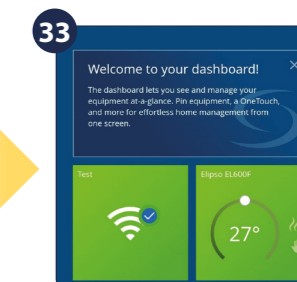 33
Welcome to your dashboard!
The dashboard lets you see and manage your
equipment at-a-glance. Pin equipment, a OneTouch,
and more for effortless home management from
one screen.
Test
Elipso EL600F
27°